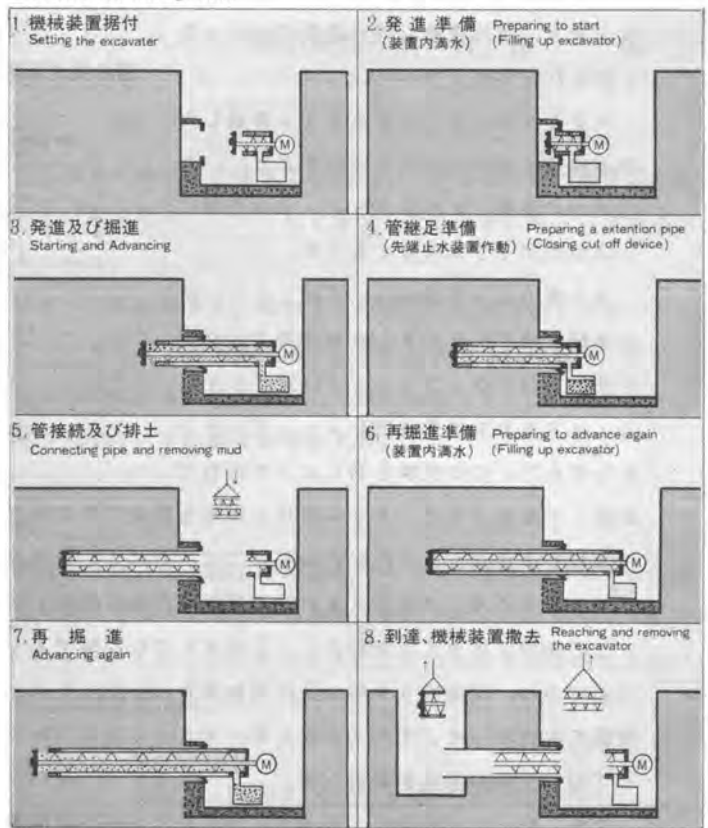 1. 機械装置据付
Setting the excavater
M
2. 発進準備 Preparing to start
(装置内満水) (Filling up excavator)
M
3. 発進及び掘進
Starting and Advancing
M
4. 管継足準備 Preparing a extention pipe
(先端止水装置作動) (Closing cut off device)
M
5. 管接続及び排土
Connecting pipe and removing mud
M
6. 再掘進準備 Preparing to advance again
(装置内満水) (Filling up excavator)
M
7. 再掘進
Advancing again
M
8. 到達、機械装置撤去 Reaching and removing
the excavator
M